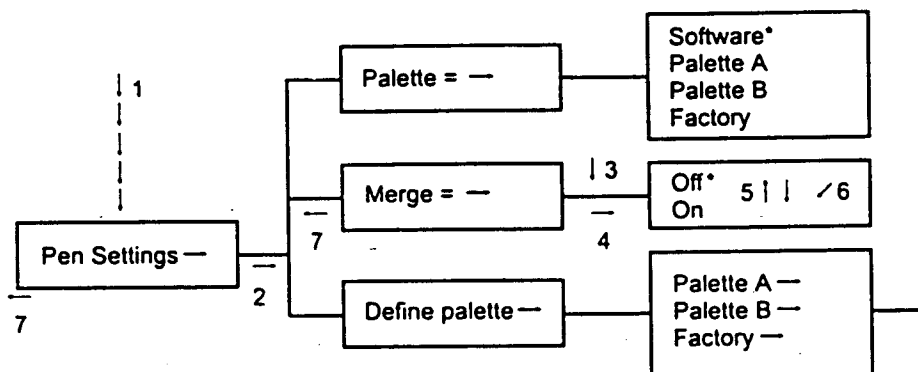 1
Palette = →
Software*
Palette A
Palette B
Factory
Merge = →
↓ 3
→
4
←
7
Off* 5 ↑ ↓ ✓ 6
On
Pen Settings →
→
2
←
7
Define palette →
Palette A →
Palette B →
Factory →